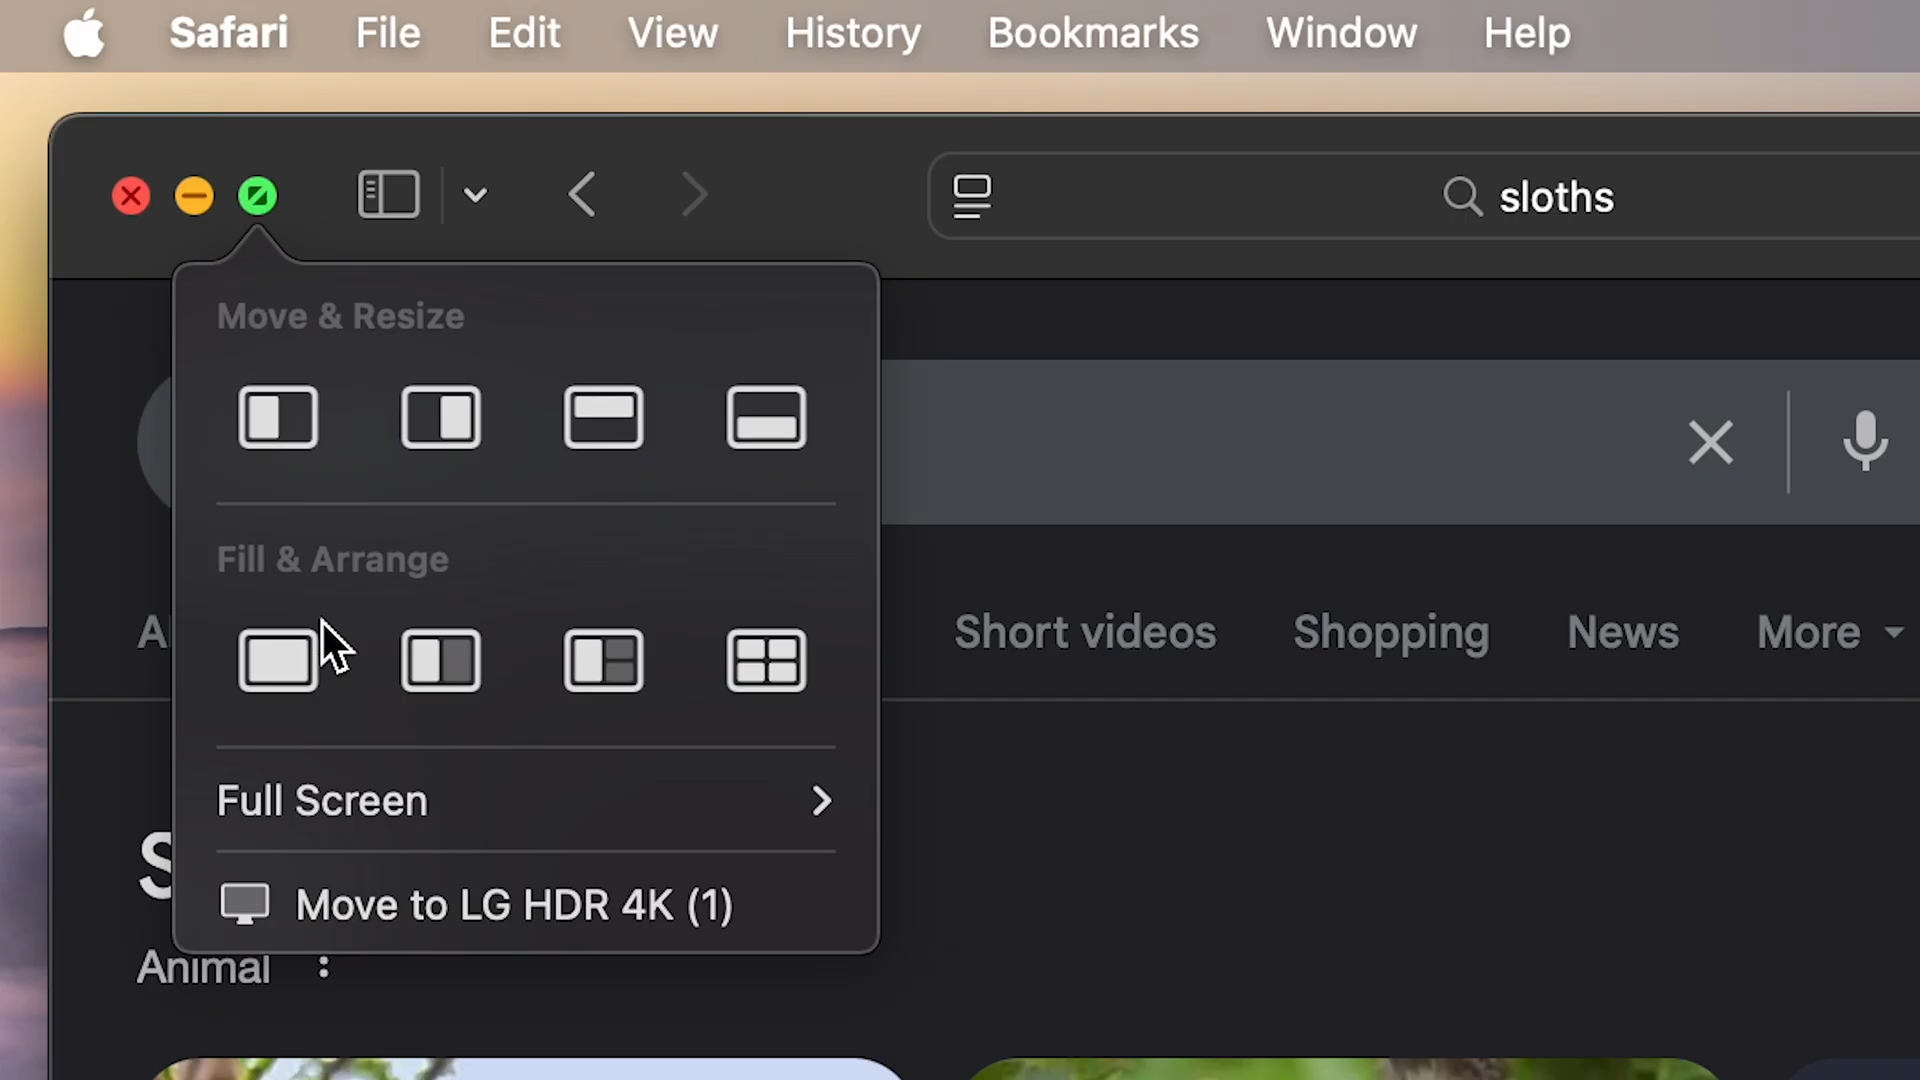 Safari File Edit View History Bookmarks Window Help
sloths
Move & Resize
Fill & Arrange
Short videos Shopping News More
Full Screen
Move to LG HDR 4K (1)
Animal